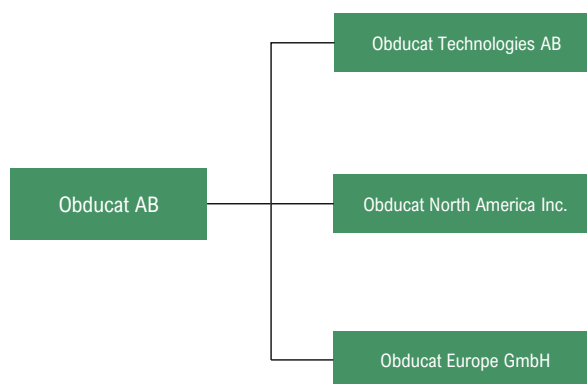 Obducat Technologies AB
Obducat AB
Obducat North America Inc.
Obducat Europe GmbH